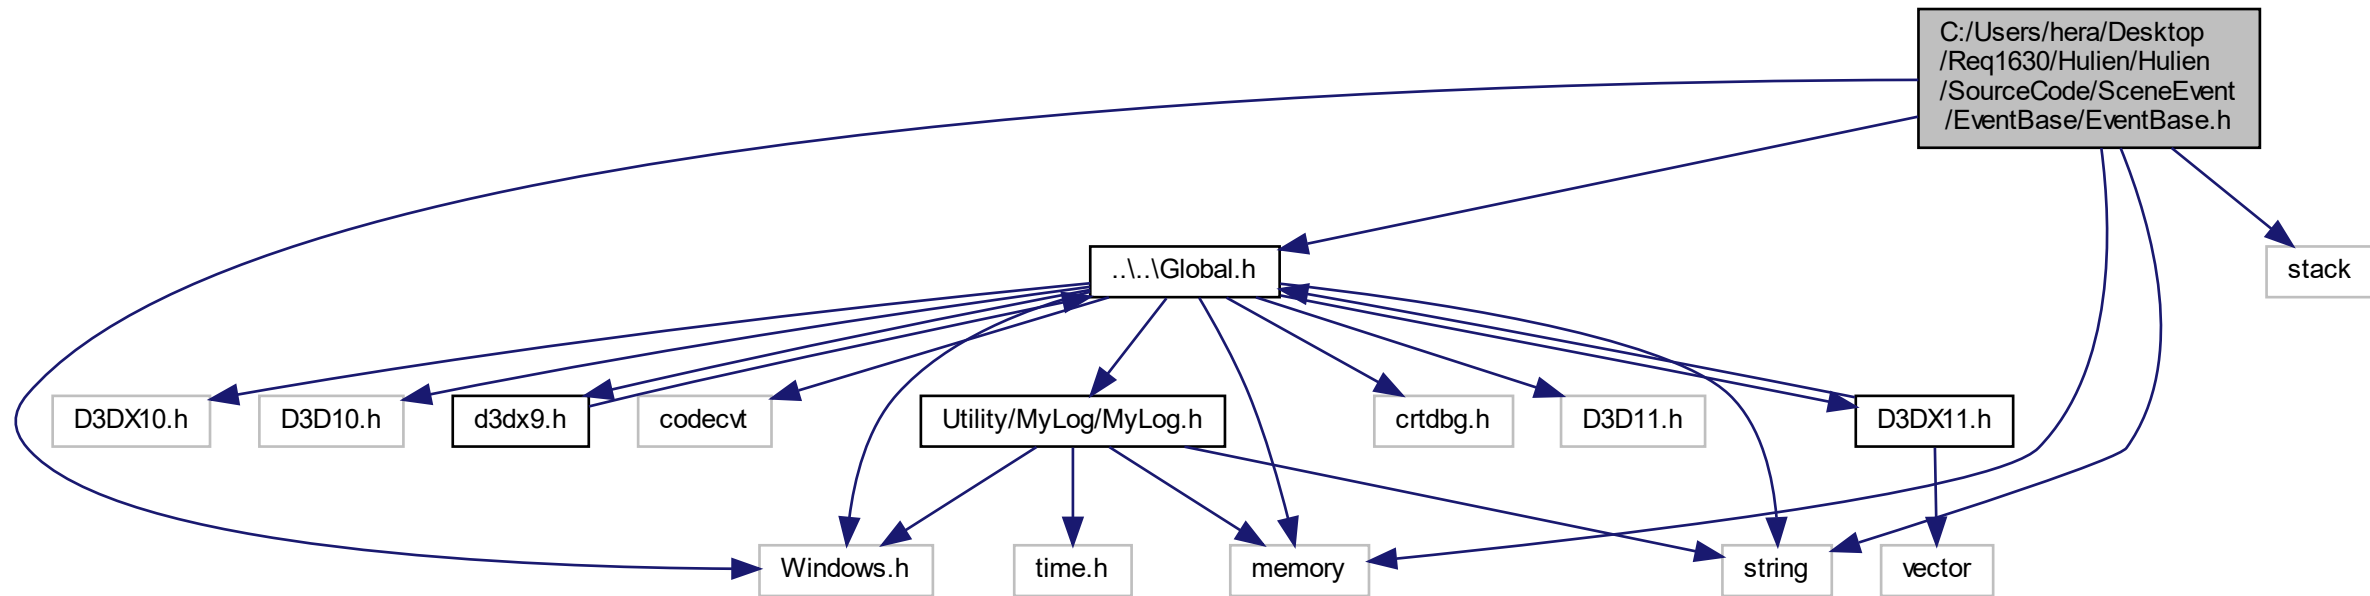 C:/Users/hera/Desktop
/Req1630/Hulien/Hulien
/SourceCode/SceneEvent
/EventBase/EventBase.h
..\..\Global.h
stack
D3DX10.h
D3D10.h
d3dx9.h
codecvt
Utility/MyLog/MyLog.h
crtdbg.h
D3D11.h
D3DX11.h
Windows.h
time.h
memory
string
vector